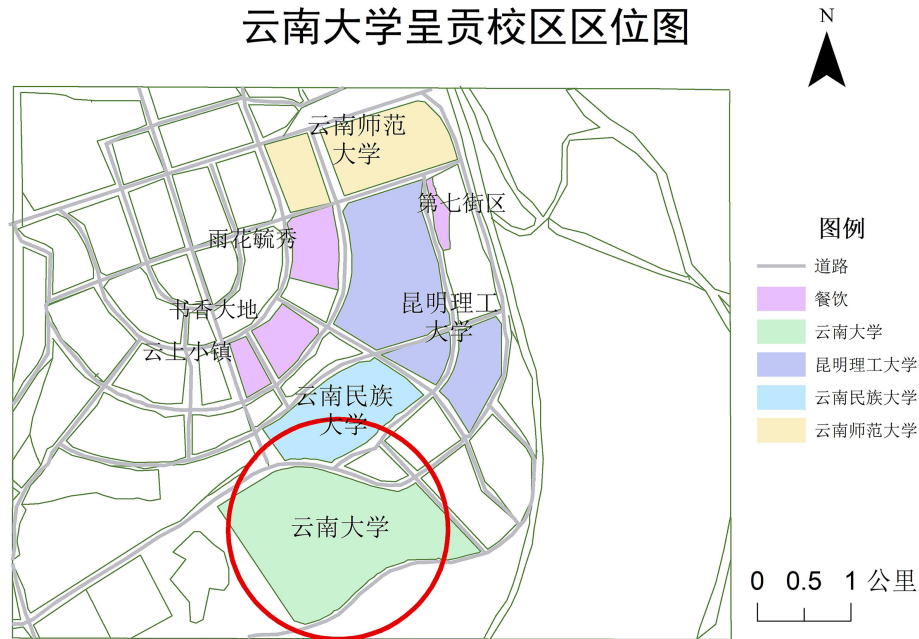 云南大学呈贡校区区位图
N
云南师范
大学
第七街区
雨花毓秀
昆明理工
大学
书香大地
云上小镇
云南民族
大学
云南大学
图例
道路
餐饮
云南大学
昆明理工大学
云南民族大学
云南师范大学
0 0.5 1 公里